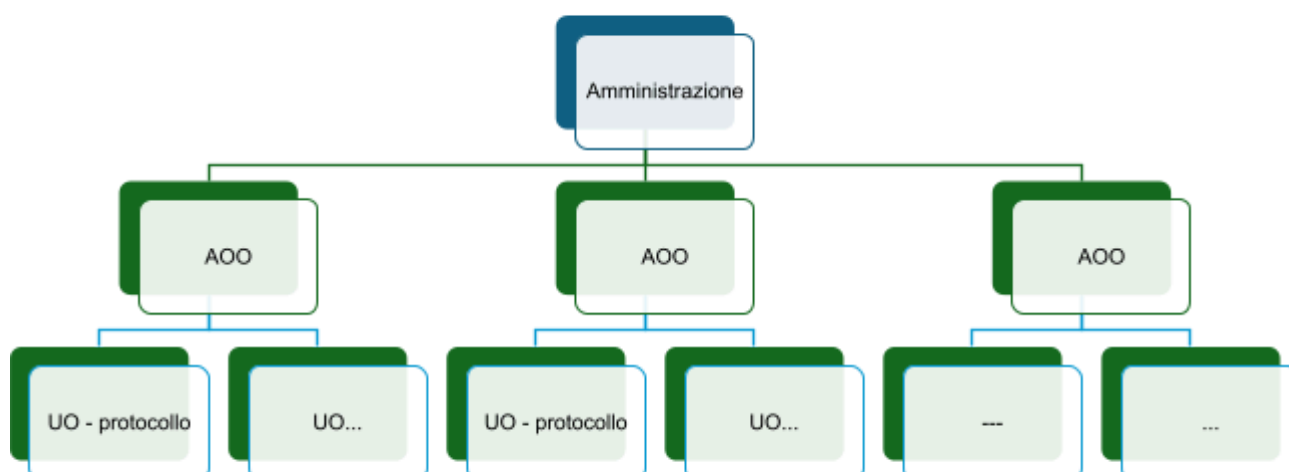 Amministrazione
AOO
AOO
AOO
UO - protocollo
UO...
UO - protocollo
UO...
---
...